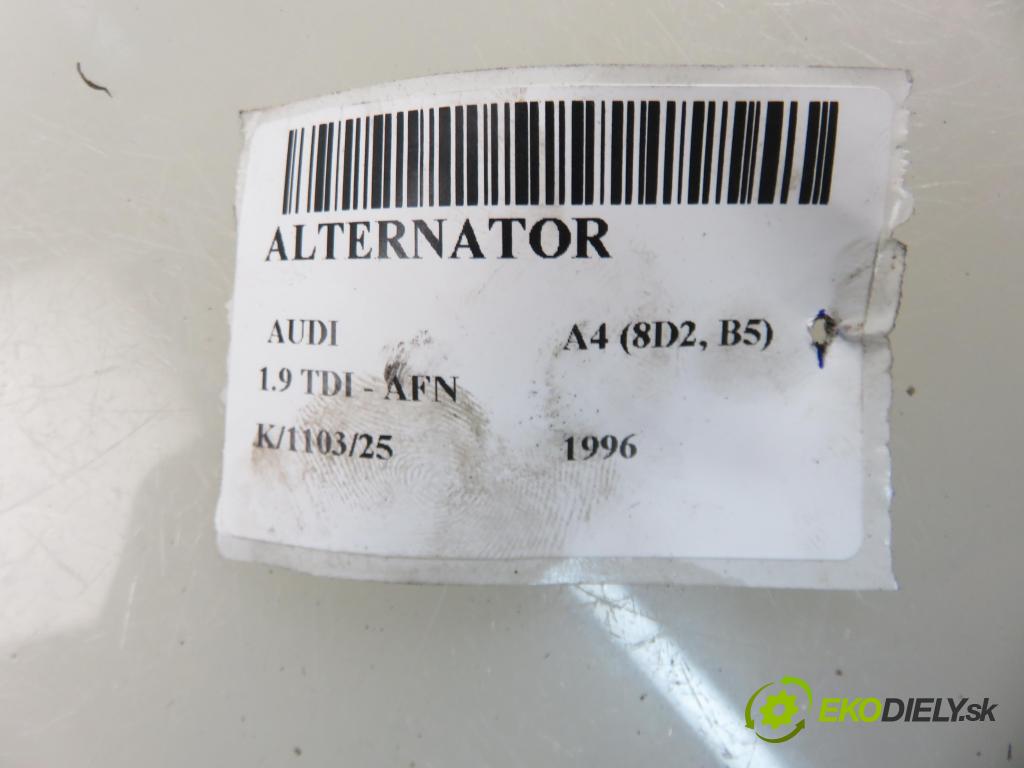 ALTERNATOR
AUDI A4 (8D2, B5)
1.9 TDI - AFN
K/1103/25 1996
EKODIELY.sk